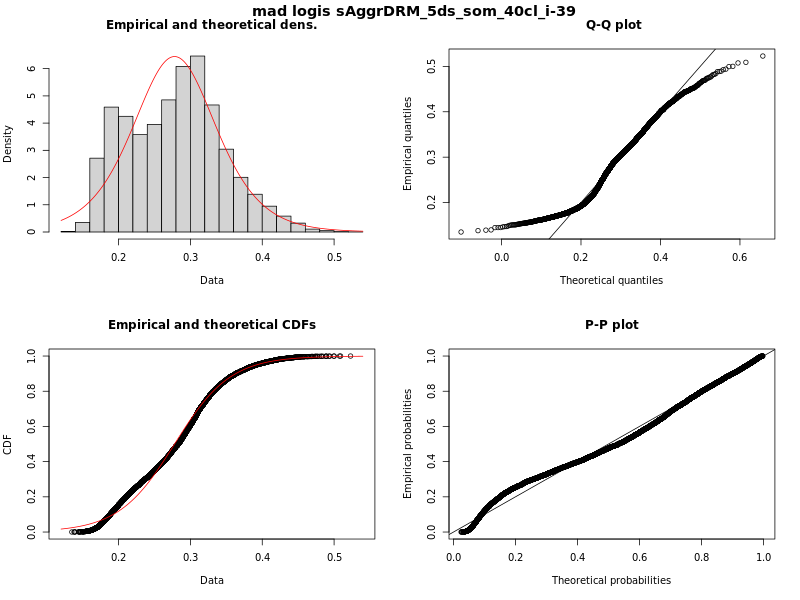 mad logis sAggrDRM_5ds_som_40cl_i-39
Empirical and theoretical dens.
Density
0 1 2 3 4 5 6
0.2 0.3 0.4 0.5
Data
Q-Q plot
Empirical quantiles
0.2 0.3 0.4 0.5
0.0 0.2 0.4 0.6
Theoretical quantiles
Empirical and theoretical CDFs
CDF
0.0 0.2 0.4 0.6 0.8 1.0
0.2 0.3 0.4 0.5
Data
P-P plot
Empirical probabilities
0.0 0.2 0.4 0.6 0.8 1.0
0.0 0.2 0.4 0.6 0.8 1.0
Theoretical probabilities